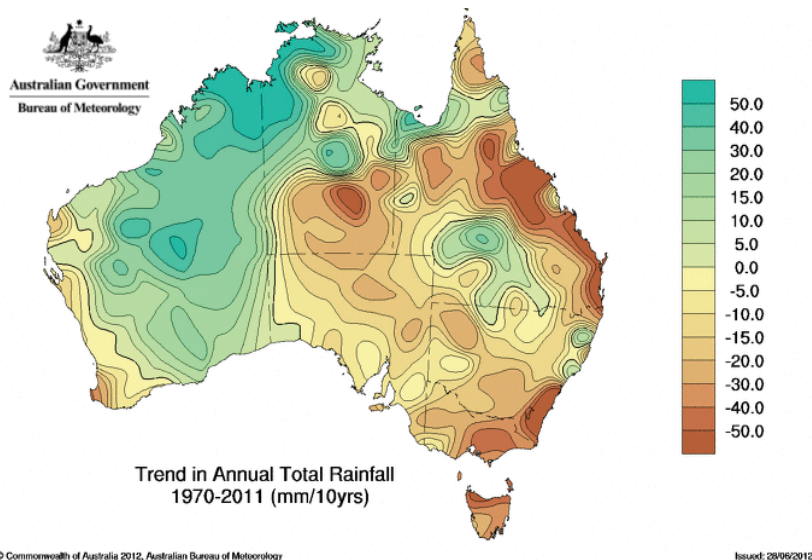 Australian Government
Bureau of Meteorology
50.0
40.0
30.0
20.0
15.0
10.0
5.0
0.0
-5.0
-10.0
-15.0
-20.0
-30.0
-40.0
-50.0
Trend in Annual Total Rainfall
1970-2011 (mm/10yrs)
© Commonwealth of Australia 2012, Australian Bureau of Meteorology
Issued: 28/06/2012